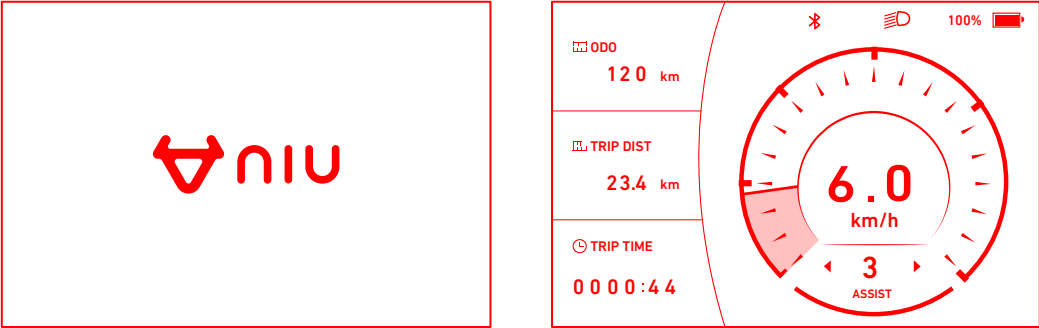 niu
ODO
120 km
TRIP DIST
23.4 km
TRIP TIME
0000:44
100%
6.0
km/h
3
ASSIST